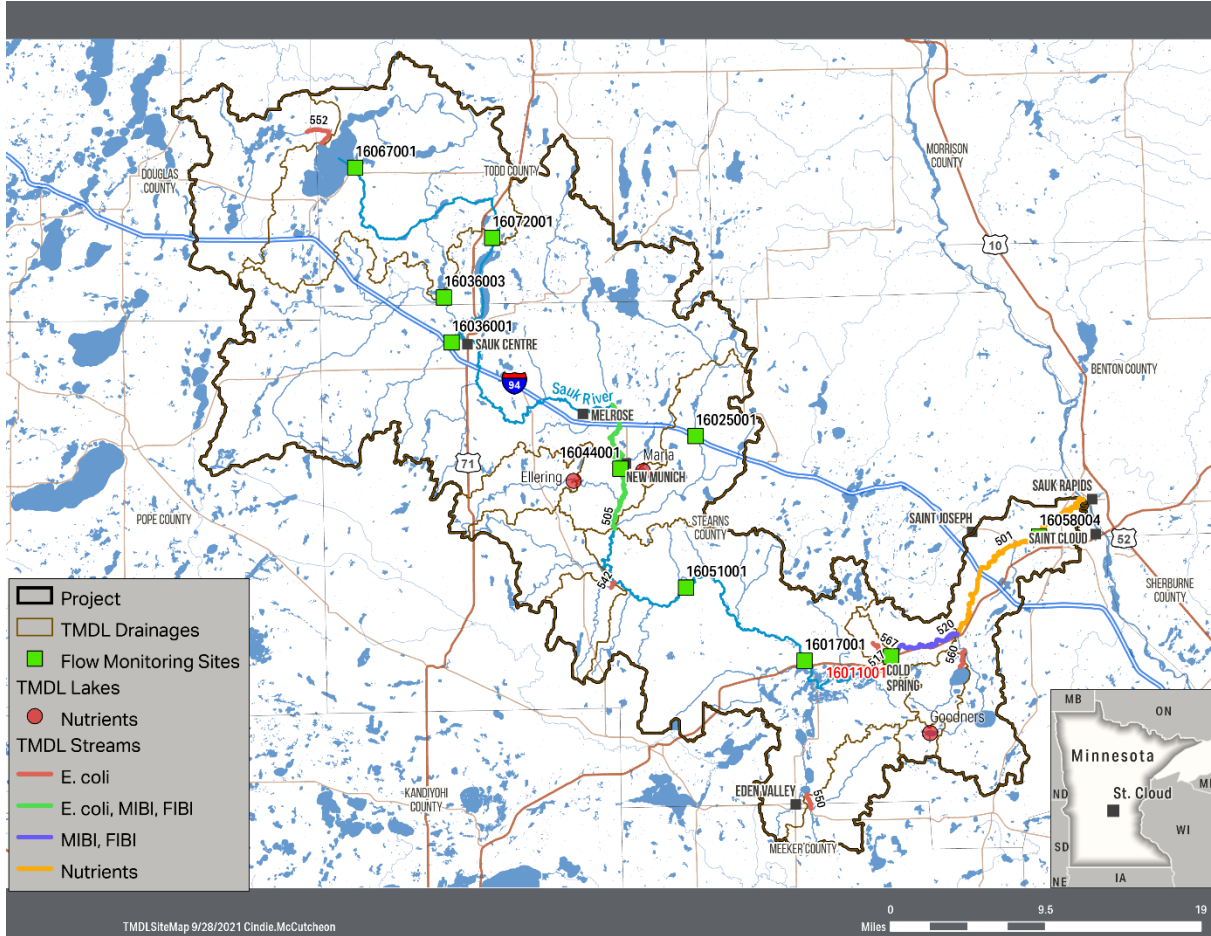 552
16067001
DOUGLAS
COUNTY
TODD COUNTY
MORRISON
COUNTY
16072001
10
16036003
16036001
SAUK CENTRE
94
Sauk River
MELROSE
BENTON COUNTY
16025001
16044001
Maria
71
Ellering
NEW MUNICH
POPE COUNTY
505
STEARNS
COUNTY
SAUK RAPIDS
SAINT JOSEPH
16058004
501
SAINT CLOUD
52
542
16051001
SHERBURNE
COUNTY
520
567
16017001
517
16011001
COLD
SPRING
560
Goodners
KANDIYOHI
COUNTY
EDEN VALLEY
550
MEEKER COUNTY
Project
TMDL Drainages
Flow Monitoring Sites
TMDL Lakes
Nutrients
TMDL Streams
E. coli
E. coli, MIBI, FIBI
MIBI, FIBI
Nutrients
MB
ON
Minnesota
MI
ND
St. Cloud
WI
SD
NE
IA
TMDLSiteMap 9/28/2021 Cindie.McCutcheon
0 9.5 19
Miles